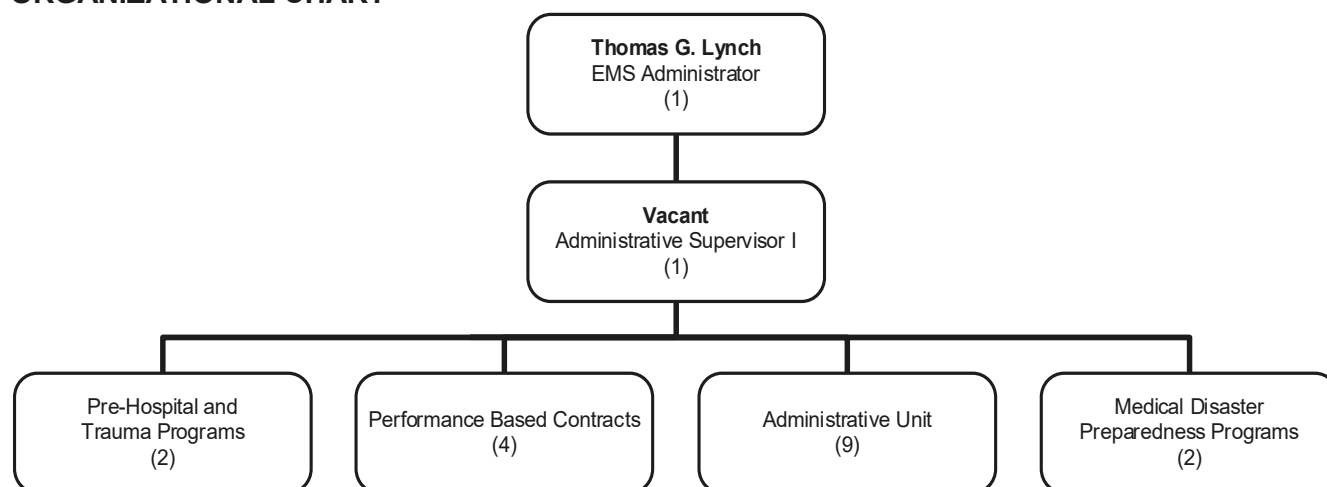 ORGANIZATIONAL CHART
Thomas G. Lynch
EMS Administrator
(1)
Vacant
Administrative Supervisor I
(1)
Pre-Hospital and
Trauma Programs
(2)
Performance Based Contracts
(4)
Administrative Unit
(9)
Medical Disaster
Preparedness Programs
(2)